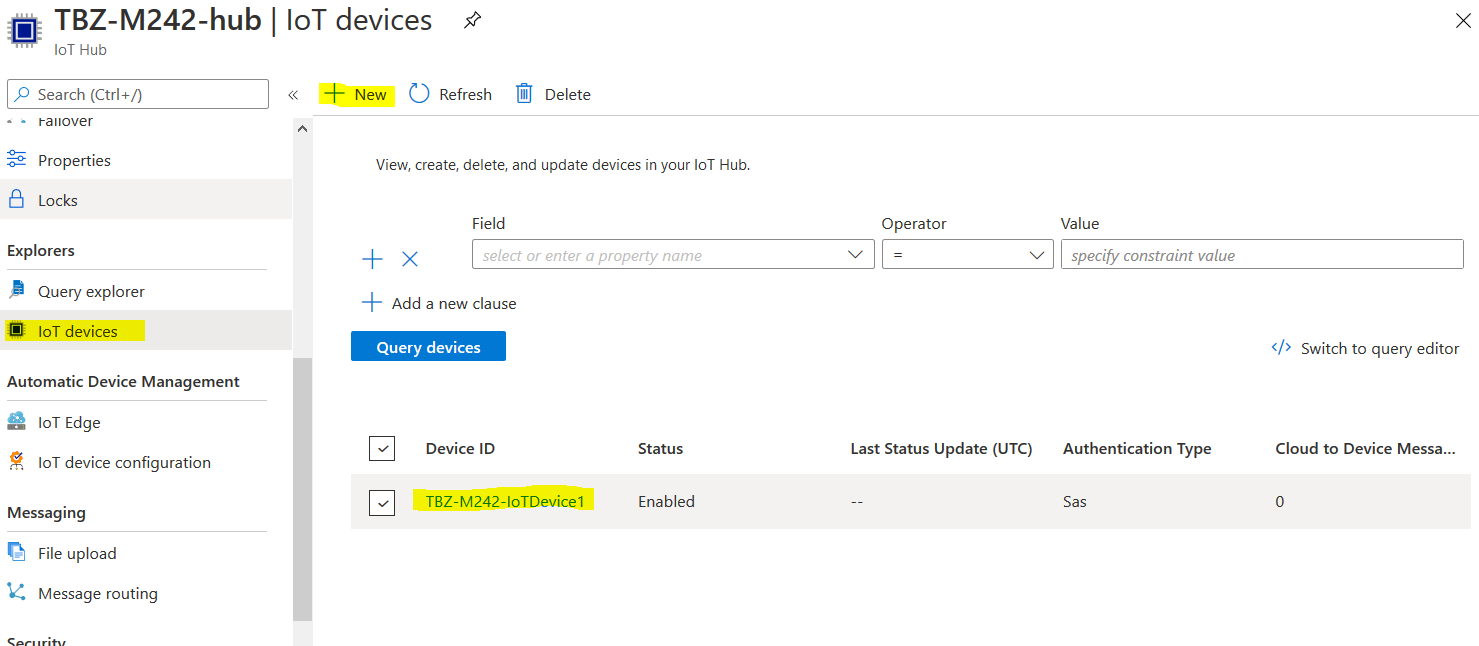 TBZ-M242-hub | IoT devices
IoT Hub
Search (Ctrl+/)
«
New
Refresh
Delete
Failover
Properties
Locks
Explorers
Query explorer
IoT devices
Automatic Device Management
IoT Edge
IoT device configuration
Messaging
File upload
Message routing
Security
View, create, delete, and update devices in your IoT Hub.
Field
Operator
Value
select or enter a property name
=
specify constraint value
Add a new clause
Query devices
</> Switch to query editor
Device ID
Status
Last Status Update (UTC)
Authentication Type
Cloud to Device Messa...
TBZ-M242-IoTDevice1
Enabled
--
Sas
0